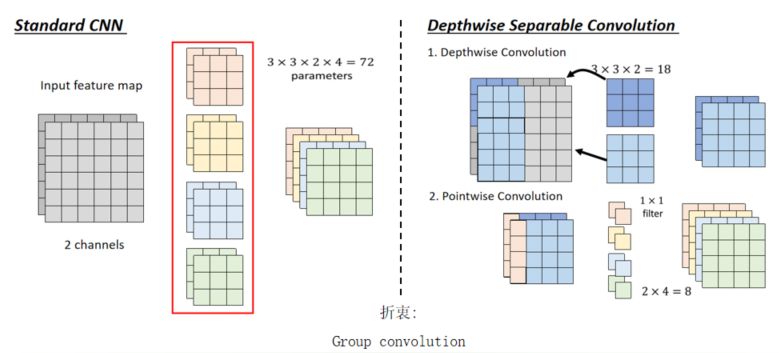 Standard CNN
Input feature map
2 channels
3 × 3 × 2 × 4 = 72
parameters
Depthwise Separable Convolution
1. Depthwise Convolution
3 × 3 × 2 = 18
2. Pointwise Convolution
1 × 1
filter
2 × 4 = 8
折衷:
Group convolution